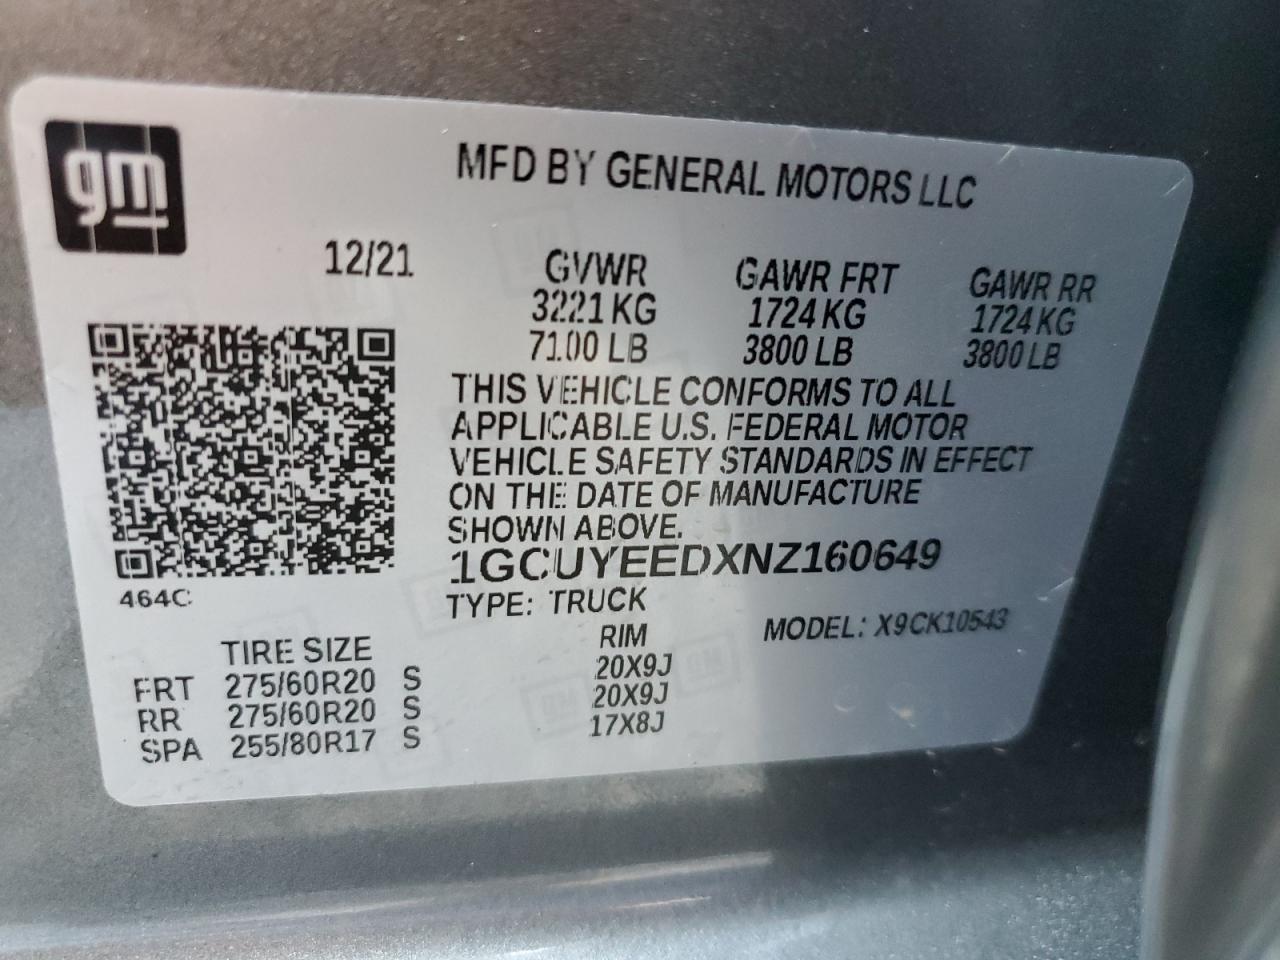 gm
MFD BY GENERAL MOTORS LLC
12/21
GVWR GAWR FRT GAWR RR
3221 KG 1724 KG 1724 KG
7100 LB 3800 LB 3800 LB
THIS VEHICLE CONFORMS TO ALL
APPLICABLE U.S. FEDERAL MOTOR
VEHICLE SAFETY STANDARDS IN EFFECT
ON THE DATE OF MANUFACTURE
SHOWN ABOVE.
1GCUYEEDXNZ160649
464C
TYPE: TRUCK
MODEL: X9CK10543
TIRE SIZE RIM
FRT 275/60R20 S 20X9J
RR 275/60R20 S 20X9J
SPA 255/80R17 S 17X8J